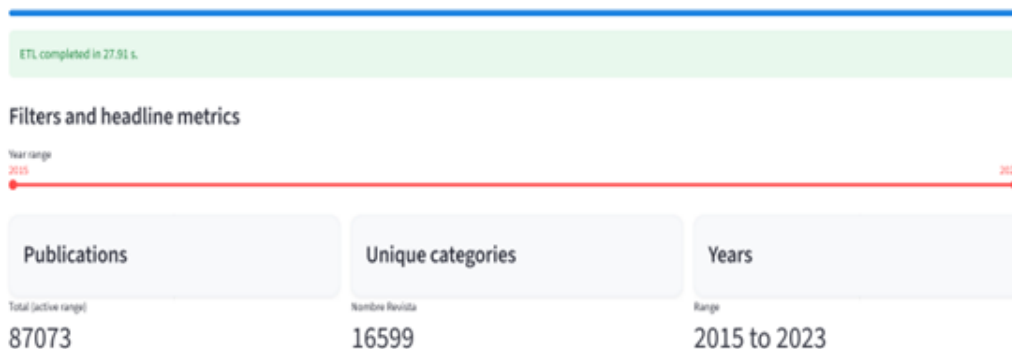 ETL completed in 27.91 s.
Filters and headline metrics
Year range
2015
Publications
Unique categories
Years
Total (active range)
Nombre Revista
Range
87073
16599
2015 to 2023